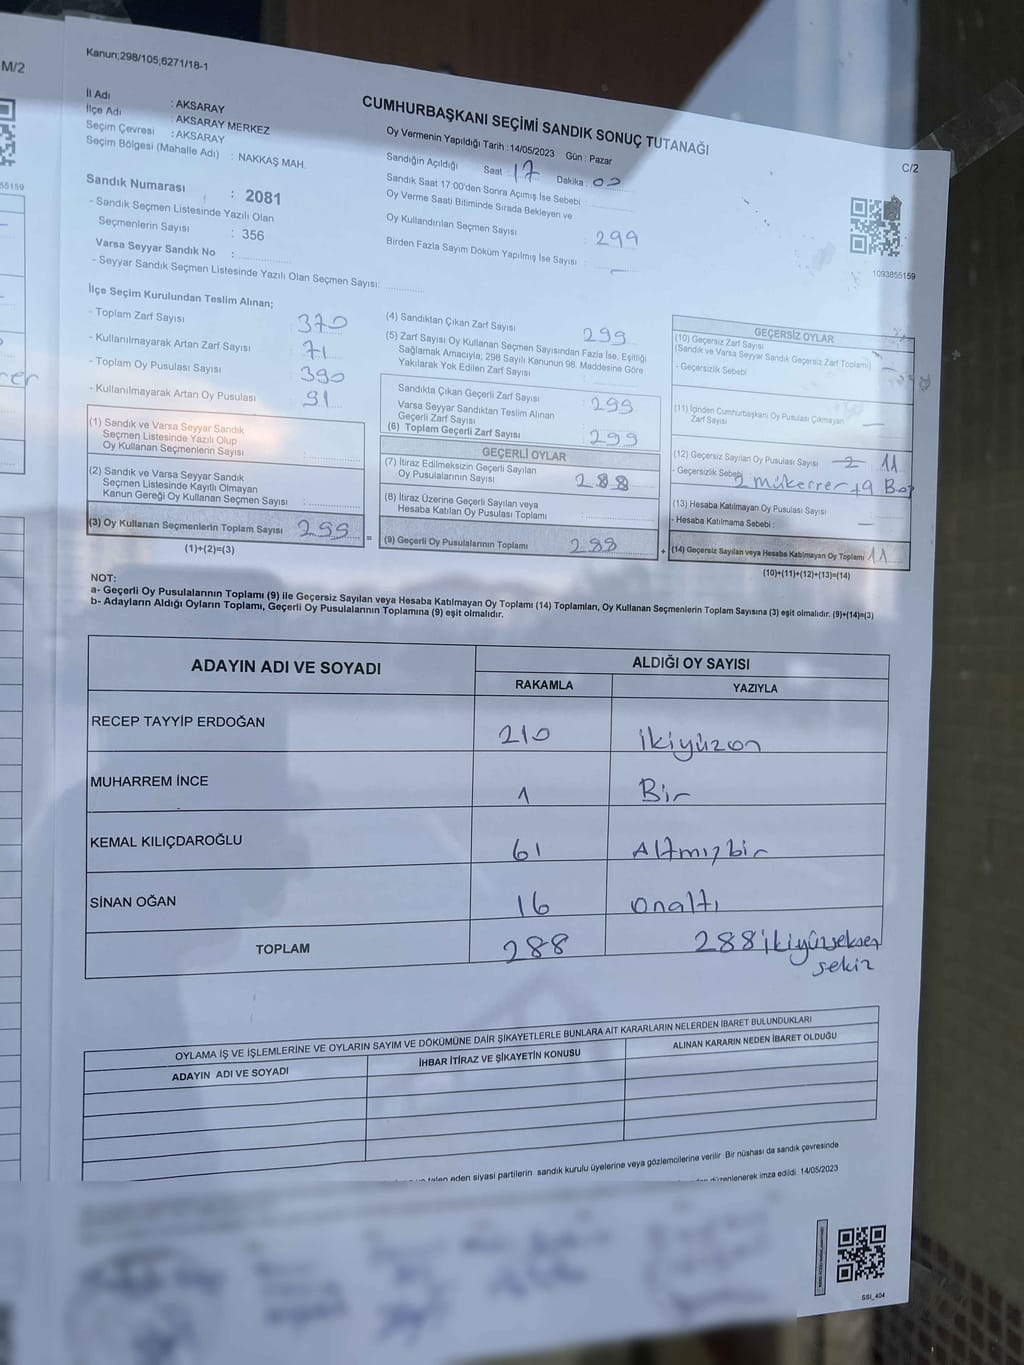 M/2
55159
Kanun;298/105;6271/18-1
İl Adı : AKSARAY
İlçe Adı : AKSARAY MERKEZ
Seçim Çevresi : AKSARAY
Seçim Bölgesi (Mahalle Adı) : NAKKAŞ MAH.
Sandık Numarası : 2081
- Sandık Seçmen Listesinde Yazılı Olan
Seçmenlerin Sayısı : 356
Varsa Seyyar Sandık No :
- Seyyar Sandık Seçmen Listesinde Yazılı Olan Seçmen Sayısı:
CUMHURBAŞKANI SEÇİMİ SANDIK SONUÇ TUTANAĞI
Oy Vermenin Yapıldığı Tarih : 14/05/2023 Gün : Pazar
Sandığın Açıldığı Saat : 17 Dakika : 00
Sandık Saat 17:00'den Sonra Açımış İse Sebebi :
Oy Verme Saati Bitiminde Sırada Bekleyen ve
Oy Kullandırılan Seçmen Sayısı : 299
Birden Fazla Sayım Döküm Yapılmış İse Sayısı : —
C/2
1093855159
İlçe Seçim Kurulundan Teslim Alınan;
- Toplam Zarf Sayısı : 370
- Kullanılmayarak Artan Zarf Sayısı : 71
- Toplam Oy Pusulası Sayısı : 390
- Kullanılmayarak Artan Oy Pusulası : 91
(1) Sandık ve Varsa Seyyar Sandık
Seçmen Listesinde Yazılı Olup
Oy Kullanan Seçmenlerin Sayısı :
(2) Sandık ve Varsa Seyyar Sandık
Seçmen Listesinde Kayıtlı Olmayan
Kanun Gereği Oy Kullanan Seçmen Sayısı :
(3) Oy Kullanan Seçmenlerin Toplam Sayısı : 299
(1)+(2)=(3)
=
(4) Sandıktan Çıkan Zarf Sayısı : 299
(5) Zarf Sayısı Oy Kullanan Seçmen Sayısından Fazla İse, Eşitliği
Sağlamak Amacıyla; 298 Sayılı Kanunun 98. Maddesine Göre
Yakılarak Yok Edilen Zarf Sayısı :
Sandıkta Çıkan Geçerli Zarf Sayısı : 299
Varsa Seyyar Sandıktan Teslim Alınan
Geçerli Zarf Sayısı
(6) Toplam Geçerli Zarf Sayısı : 299
GEÇERLİ OYLAR
(7) İtiraz Edilmeksizin Geçerli Sayılan
Oy Pusulalarının Sayısı : 288
(8) İtiraz Üzerine Geçerli Sayılan veya
Hesaba Katılan Oy Pusulası Toplamı :
(9) Geçerli Oy Pusulalarının Toplamı : 288
+
GEÇERSİZ OYLAR
(10) Geçersiz Zarf Sayısı
(Sandık ve Varsa Seyyar Sandık Geçersiz Zarf Toplamı) : —
- Geçersizlik Sebebi
(11) İçinden Cumhurbaşkanı Oy Pusulası Çıkmayan
Zarf Sayısı : —
(12) Geçersiz Sayılan Oy Pusulası Sayısı : 11
- Geçersizlik Sebebi 2 mükerrer +9 Boş
(13) Hesaba Katılmayan Oy Pusulası Sayısı :
- Hesaba Katılmama Sebebi : —
(14) Geçersiz Sayılan veya Hesaba Katılmayan Oy Toplamı 11
(10)+(11)+(12)+(13)=(14)
NOT:
a- Geçerli Oy Pusulalarının Toplamı (9) ile Geçersiz Sayılan veya Hesaba Katılmayan Oy Toplamı (14) Toplamları, Oy Kullanan Seçmenlerin Toplam Sayısına (3) eşit olmalıdır. (9)+(14)=(3)
b- Adayların Aldığı Oyların Toplamı, Geçerli Oy Pusulalarının Toplamına (9) eşit olmalıdır.
ADAYIN ADI VE SOYADI ALDIĞI OY SAYISI
RAKAMLA YAZIYLA
RECEP TAYYİP ERDOĞAN 210 ikiyüzon
MUHARREM İNCE 1 Bir
KEMAL KILIÇDAROĞLU 61 Altmışbir
SİNAN OĞAN 16 onaltı
TOPLAM 288 288 ikiyüzseksen
sekiz
OYLAMA İŞ VE İŞLEMLERİNE VE OYLARIN SAYIM VE DÖKÜMÜNE DAİR ŞİKAYETLERLE BUNLARA AİT KARARLARIN NELERDEN İBARET BULUNDUKLARI
ADAYIN ADI VE SOYADI İHBAR İTİRAZ VE ŞİKAYETİN KONUSU ALINAN KARARIN NEDEN İBARET OLDUĞU
eden siyasi partilerin sandık kurulu üyelerine veya gözlemcilerine verilir Bir nüshası da sandık çevresinde
düzenlenerek imza edildi 14/05/2023
SSI_404